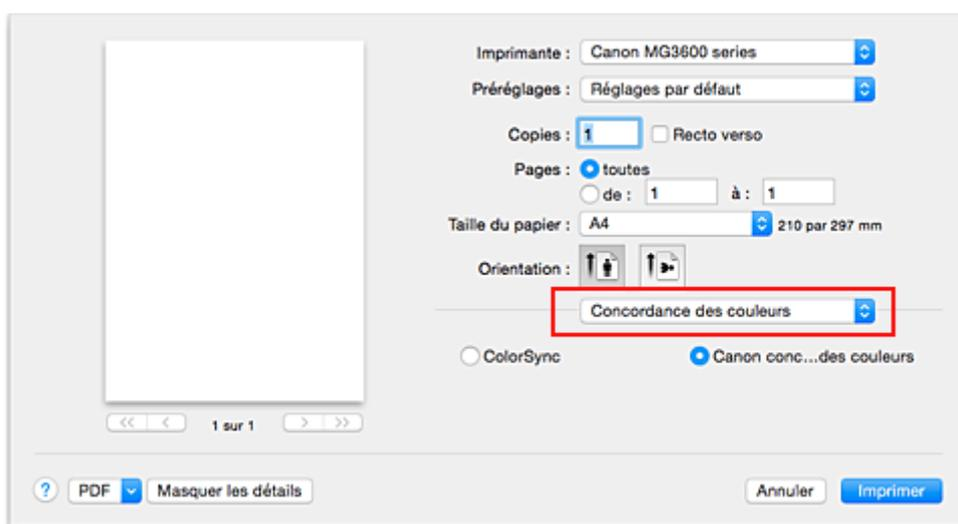 Imprimante : Canon MG3600 series
Préréglages : Réglages par défaut
Copies : 1 Recto verso
Pages : toutes
de : 1 à : 1
Taille du papier : A4 210 par 297 mm
Orientation :
Concordance des couleurs
ColorSync Canon conc...des couleurs
<< < 1 sur 1 > >>
? PDF Masquer les détails Annuler Imprimer